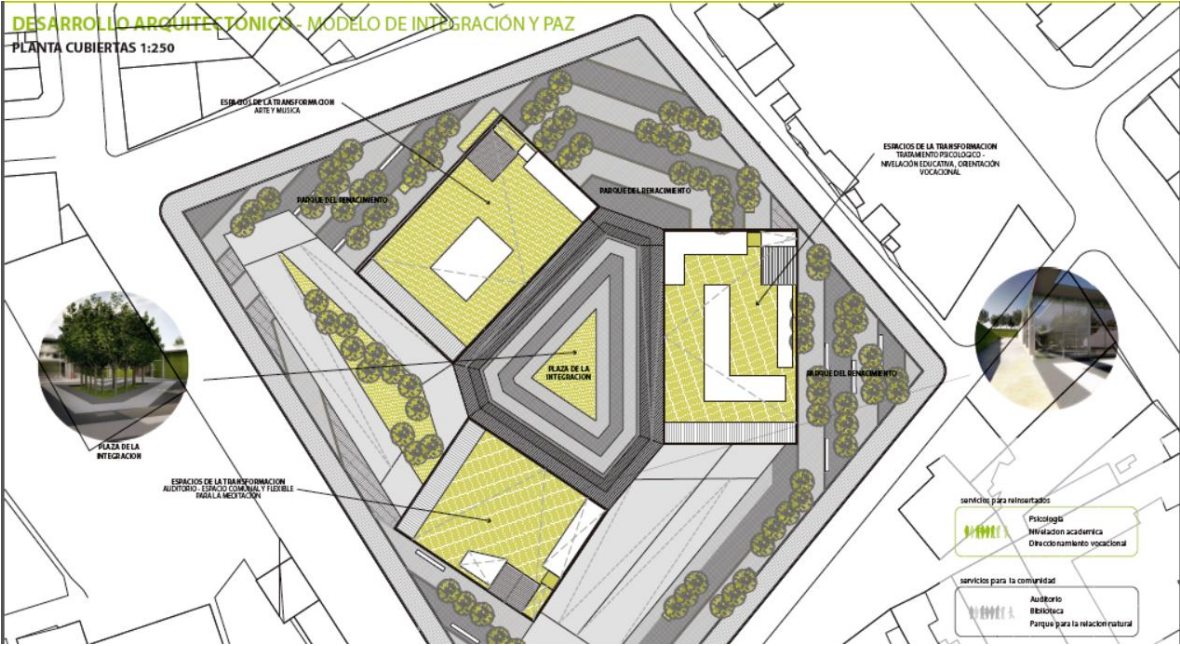 DESARROLLO ARQUITECTONICO - MODELO DE INTEGRACIÓN Y PAZ
PLANTA CUBIERTAS 1:250
ESPACIOS DE LA TRANSFORMACION
ARTE Y MUSICA
ESPACIOS DE LA TRANSFORMACION
TRATAMIENTO PSICOLOGICO -
NIVELACIÓN EDUCATIVA, ORIENTACIÓN
VOCACIONAL
PARQUE DEL RENACIMIENTO
PARQUE DEL RENACIMIENTO
PLAZA DE LA
INTEGRACION
PARQUE DEL RENACIMIENTO
PLAZA DE LA
INTEGRACION
ESPACIOS DE LA TRANSFORMACION
AUDITORIO - ESPACIO COMUNAL Y FLEXIBLE
PARA LA MEDITACION
servicios para reinsertados
Psicología
Nivelacion academica
Direccionamiento vocacional
servicios para la comunidad
Auditorio
Biblioteca
Parque para la relacion natural